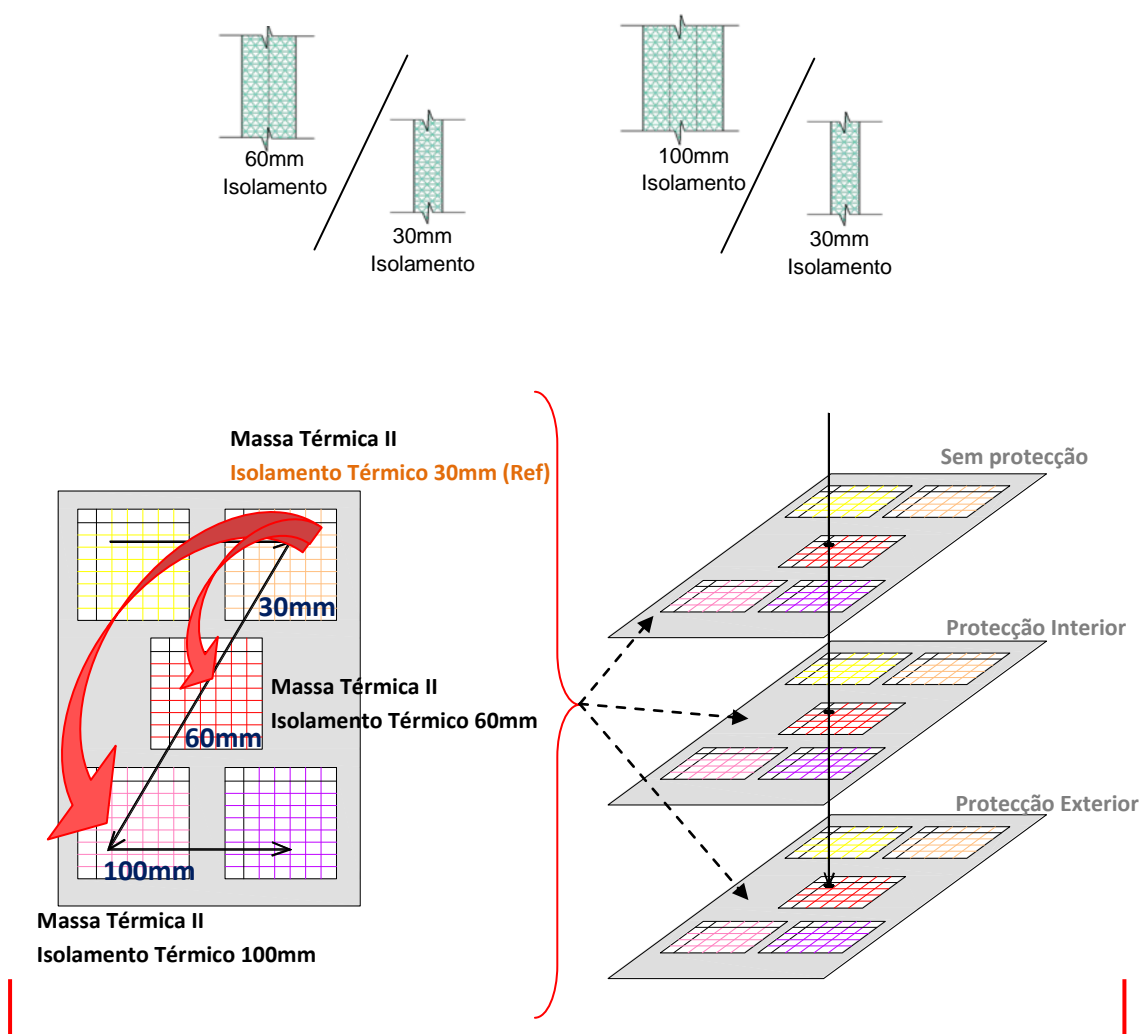 60mm
Isolamento
30mm
Isolamento
100mm
Isolamento
30mm
Isolamento
Massa Térmica II
Isolamento Térmico 30mm (Ref)
30mm
Massa Térmica II
Isolamento Térmico 60mm
60mm
100mm
Massa Térmica II
Isolamento Térmico 100mm
Sem protecção
Protecção Interior
Protecção Exterior